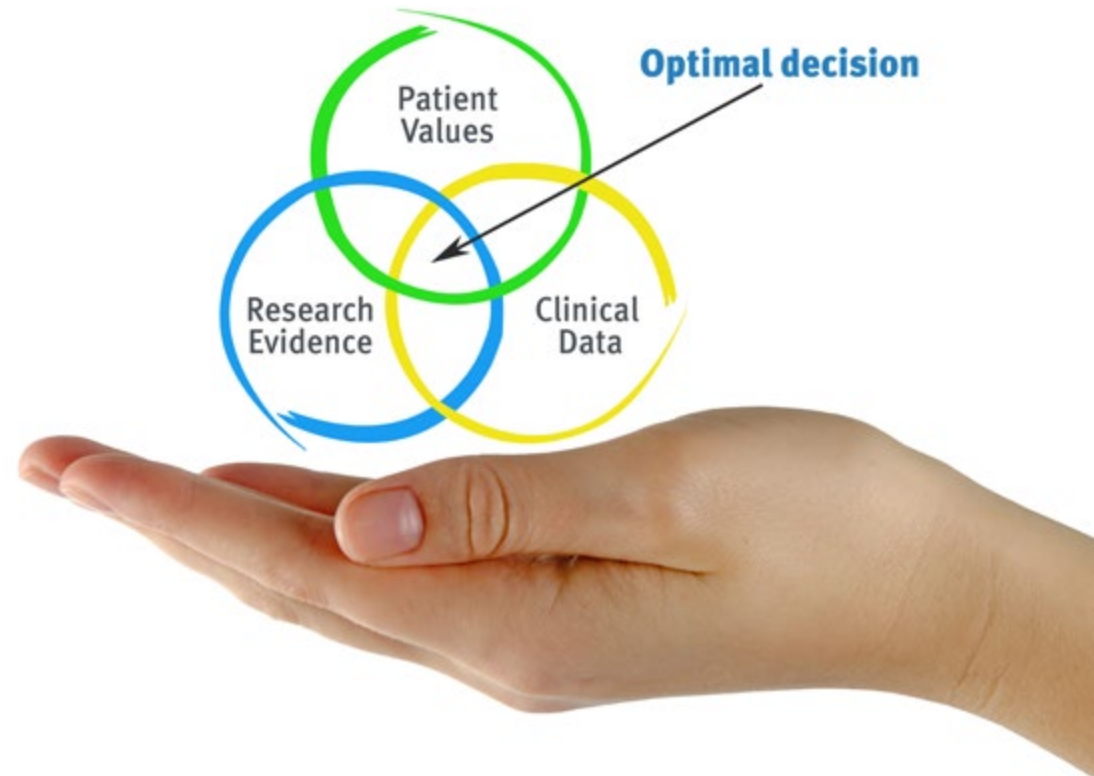 Optimal decision
Patient
Values
Research
Evidence
Clinical
Data